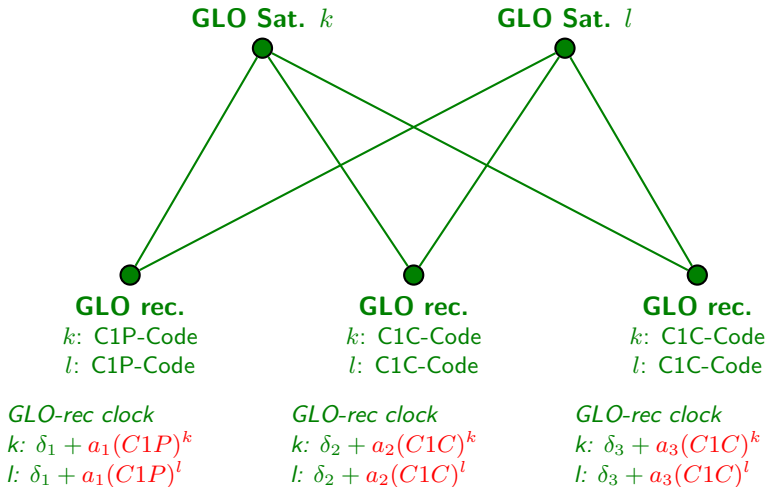 GLO Sat. k GLO Sat. l
GLO rec. GLO rec. GLO rec.
k: C1P-Code k: C1C-Code k: C1C-Code
l: C1P-Code l: C1C-Code l: C1C-Code
GLO-rec clock GLO-rec clock GLO-rec clock
k: δ₁ + a₁(C1P)ᵏ k: δ₂ + a₂(C1C)ᵏ k: δ₃ + a₃(C1C)ᵏ
l: δ₁ + a₁(C1P)ˡ l: δ₂ + a₂(C1C)ˡ l: δ₃ + a₃(C1C)ˡ